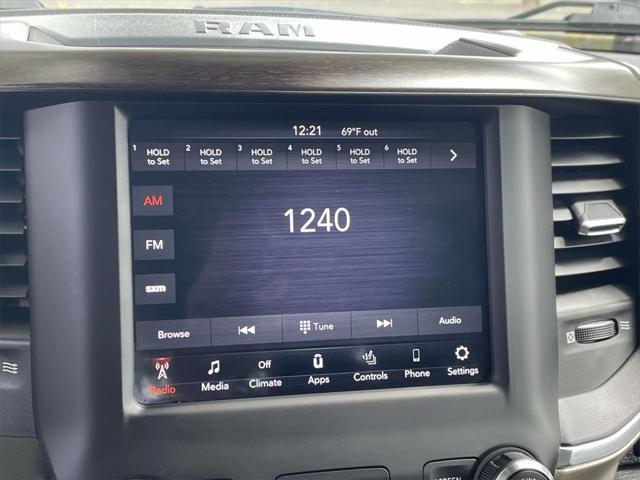 RAM
12:21 69°F out
1 HOLD to Set 2 HOLD to Set 3 HOLD to Set 4 HOLD to Set 5 HOLD to Set 6 HOLD to Set
AM
1240
FM
sxm
Browse Tune Audio
Radio Media Off Climate Apps Controls Phone Settings
SCREEN